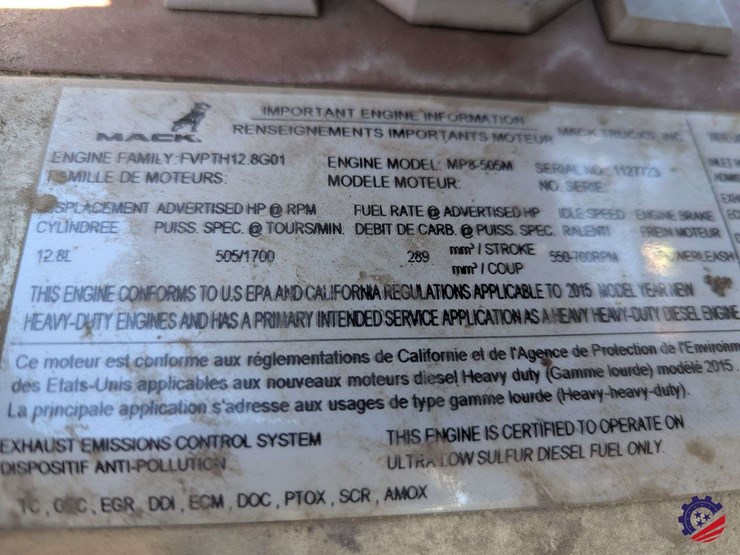 IMPORTANT ENGINE INFORMATION
MACK. RENSEIGNEMENTS IMPORTANTS MOTEUR MACK TRUCKS, INC
ENGINE FAMILY: FVPTH12.8G01 ENGINE MODEL: MP8-505M SERIAL NO.: 1127723
FAMILLE DE MOTEURS: MODELE MOTEUR: NO. SERIE:
DISPLACEMENT ADVERTISED HP @ RPM FUEL RATE @ ADVERTISED HP IDLE SPEED ENGINE BRAKE
CYLINDREE PUISS. SPEC. @ TOURS/MIN. DEBIT DE CARB. @ PUISS. SPEC. RALENTI FREIN MOTEUR
12.8L 505/1700 289 mm³ / STROKE 550-700RPM
mm³ / COUP
THIS ENGINE CONFORMS TO U.S EPA AND CALIFORNIA REGULATIONS APPLICABLE TO 2015 MODEL YEAR NEW
HEAVY-DUTY ENGINES AND HAS A PRIMARY INTENDED SERVICE APPLICATION AS A HEAVY HEAVY-DUTY DIESEL ENGINE
Ce moteur est conforme aux réglementations de Californie et de l'Agence de Protection de l'Environm
des Etats-Unis applicables aux nouveaux moteurs diesel Heavy duty (Gamme lourde) modelé 2015.
La principale application s'adresse aux usages de type gamme lourde (Heavy-heavy-duty).
EXHAUST EMISSIONS CONTROL SYSTEM THIS ENGINE IS CERTIFIED TO OPERATE ON
DISPOSITIF ANTI-POLLUTION ULTRA LOW SULFUR DIESEL FUEL ONLY.
TC, , EGR, DDI, ECM, DOC, PTOX, SCR, AMOX